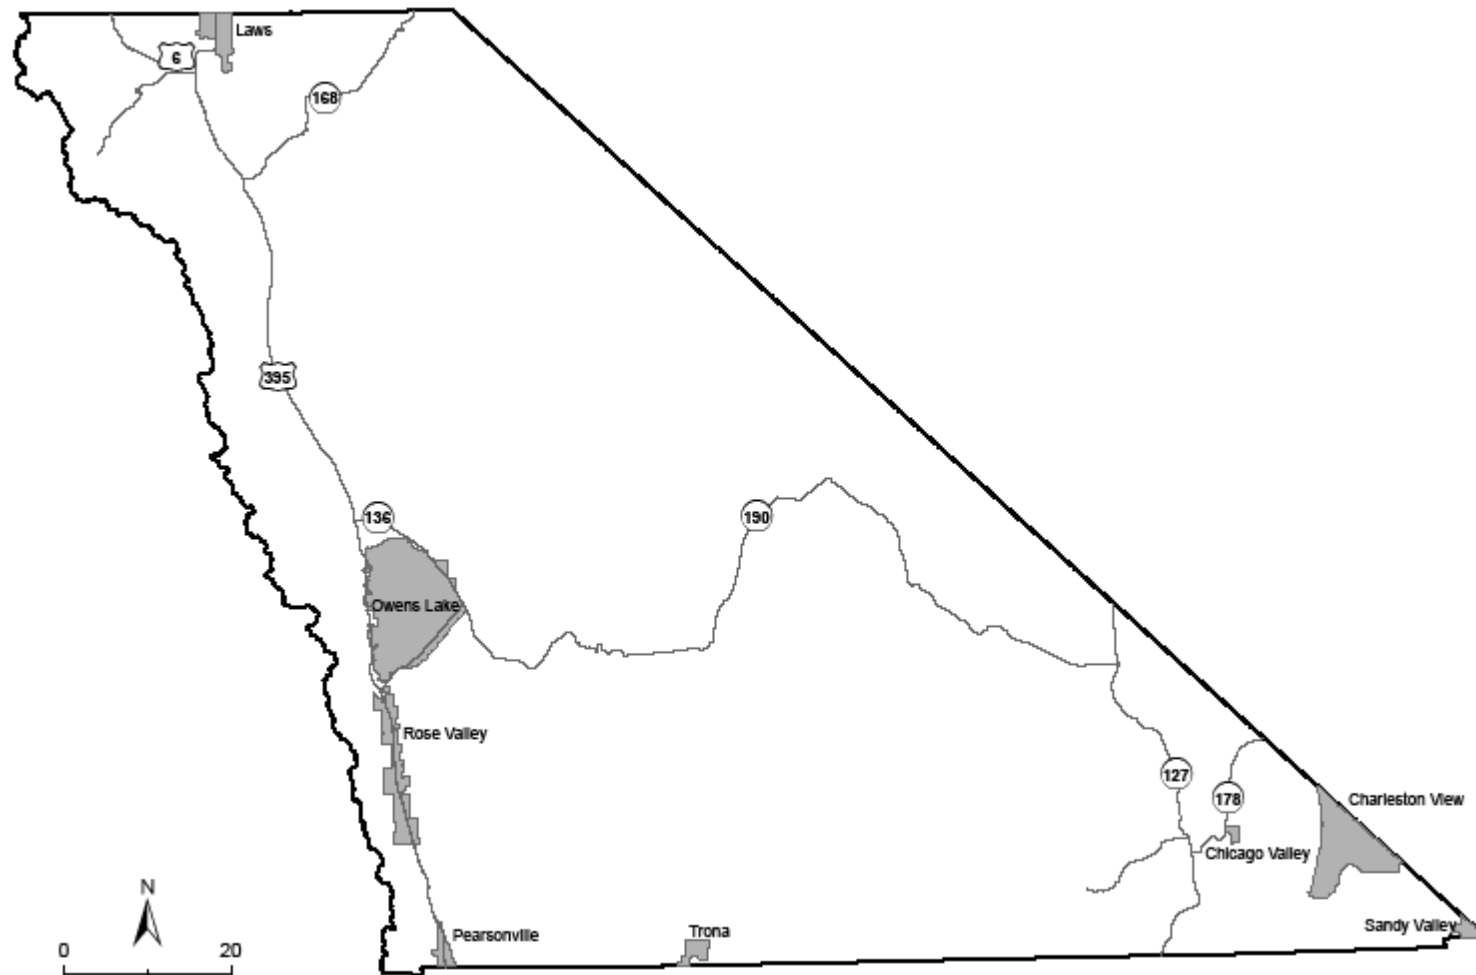 Laws
6
168
395
136
190
Owens Lake
Rose Valley
127
178
Charleston View
Chicago Valley
N
Sandy Valley
Pearsonville
Trona
0 20